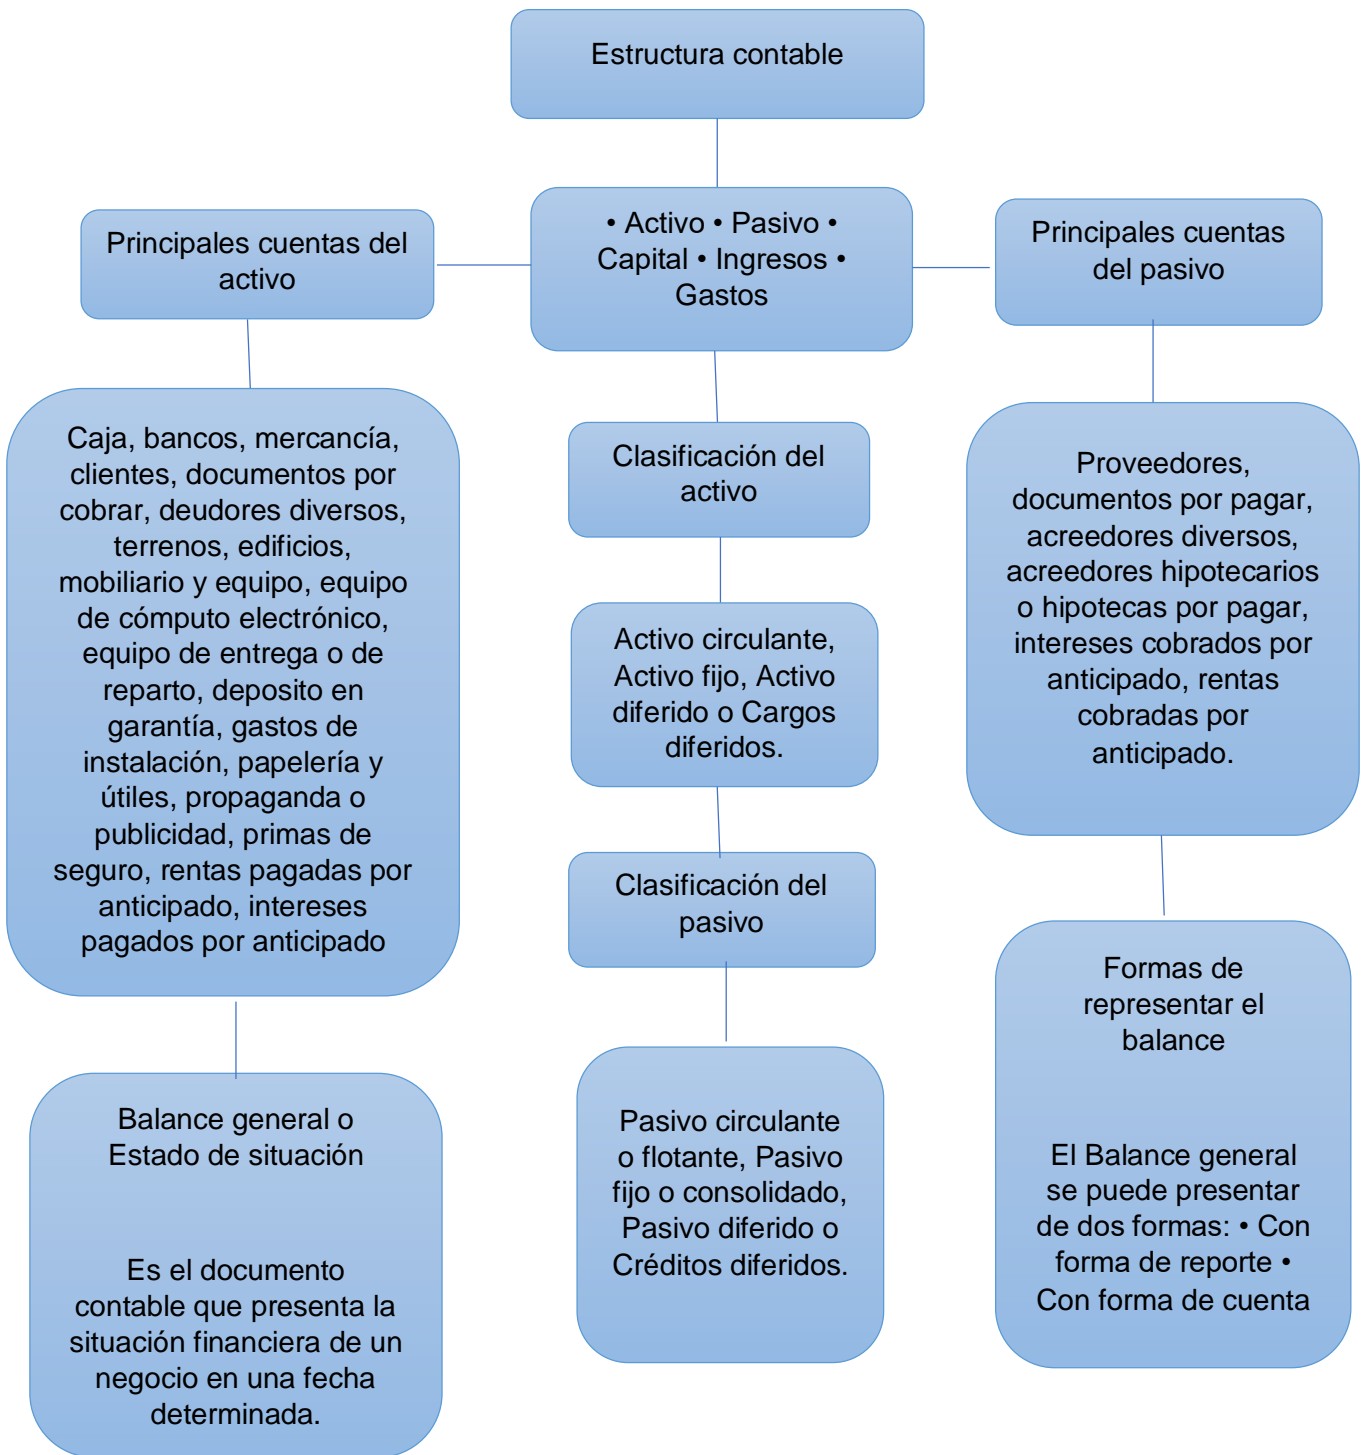 Estructura contable
Principales cuentas del
activo
• Activo • Pasivo •
Capital • Ingresos •
Gastos
Principales cuentas
del pasivo
Caja, bancos, mercancía,
clientes, documentos por
cobrar, deudores diversos,
terrenos, edificios,
mobiliario y equipo, equipo
de cómputo electrónico,
equipo de entrega o de
reparto, deposito en
garantía, gastos de
instalación, papelería y
útiles, propaganda o
publicidad, primas de
seguro, rentas pagadas por
anticipado, intereses
pagados por anticipado
Clasificación del
activo
Proveedores,
documentos por pagar,
acreedores diversos,
acreedores hipotecarios
o hipotecas por pagar,
intereses cobrados por
anticipado, rentas
cobradas por
anticipado.
Activo circulante,
Activo fijo, Activo
diferido o Cargos
diferidos.
Clasificación del
pasivo
Formas de
representar el
balance
El Balance general
se puede presentar
de dos formas: • Con
forma de reporte •
Con forma de cuenta
Balance general o
Estado de situación
Es el documento
contable que presenta la
situación financiera de un
negocio en una fecha
determinada.
Pasivo circulante
o flotante, Pasivo
fijo o consolidado,
Pasivo diferido o
Créditos diferidos.